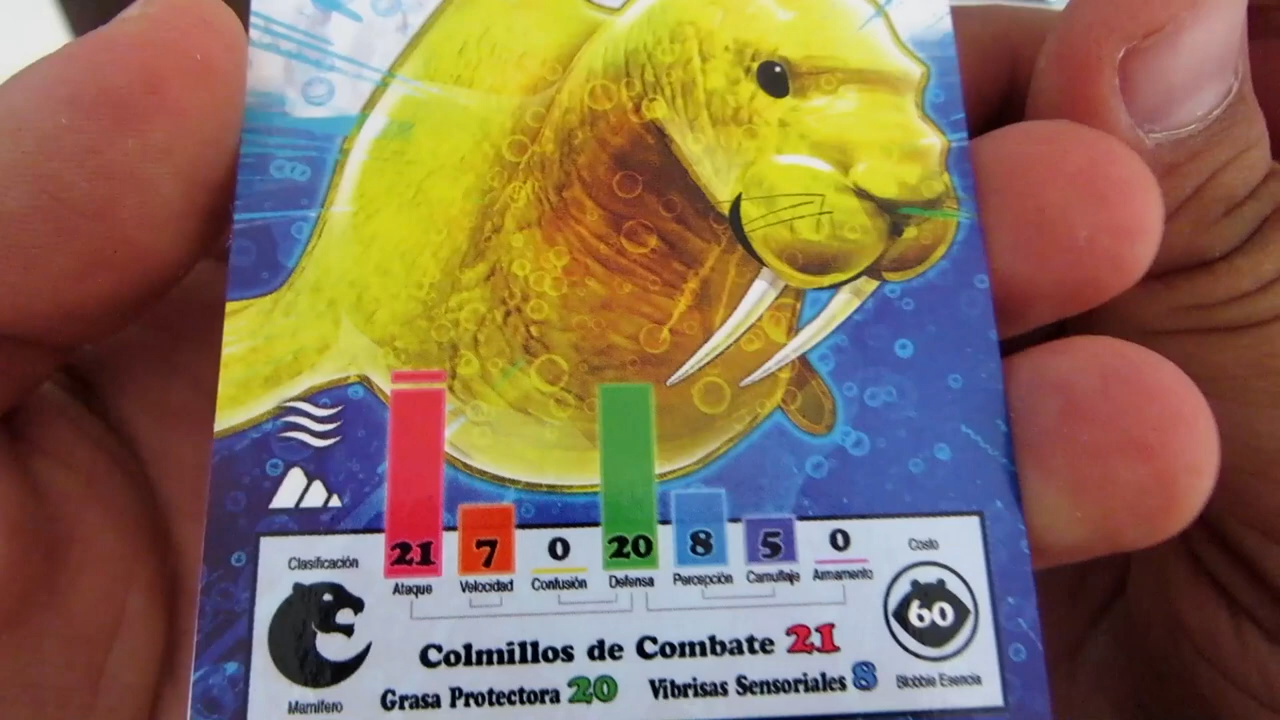 21 7 0 20 8 5 0
Clasificación Ataque Velocidad Confusión Defensa Percepción Camuflaje Armamento Costo
60
Colmillos de Combate 21
Grasa Protectora 20 Vibrisas Sensoriales 8
Mamífero Blobbie Esencia